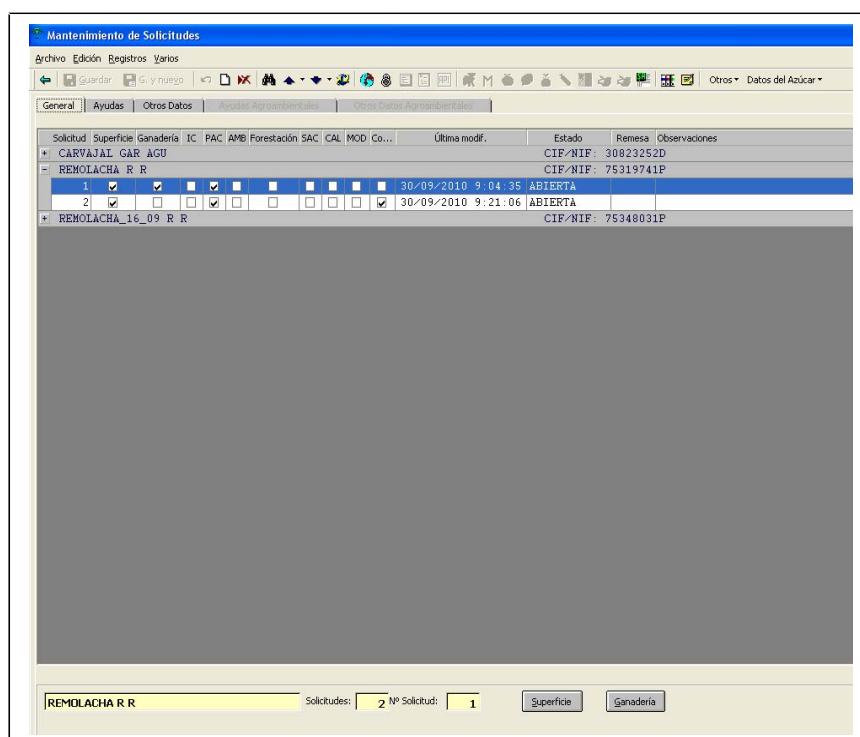 Mantenimiento de Solicitudes
Archivo Edición Registros Varios
Guardar G. y nuevo Otros Datos del Azúcar
General Ayudas Otros Datos Ayudas Agroambientales Otros Datos Agroambientales
Solicitud Superficie Ganadería IC PAC AMB Forestación SAC CAL MOD Co... Última modif. Estado Remesa Observaciones
CARVAJAL GAR AGU CIF/NIF: 30823252D
REMOLACHA R R CIF/NIF: 75319741P
1 30/09/2010 9:04:35 ABIERTA
2 30/09/2010 9:21:06 ABIERTA
REMOLACHA_16_09 R R CIF/NIF: 75348031P
REMOLACHA R R Solicitudes: 2 Nº Solicitud: 1 Superficie Ganadería